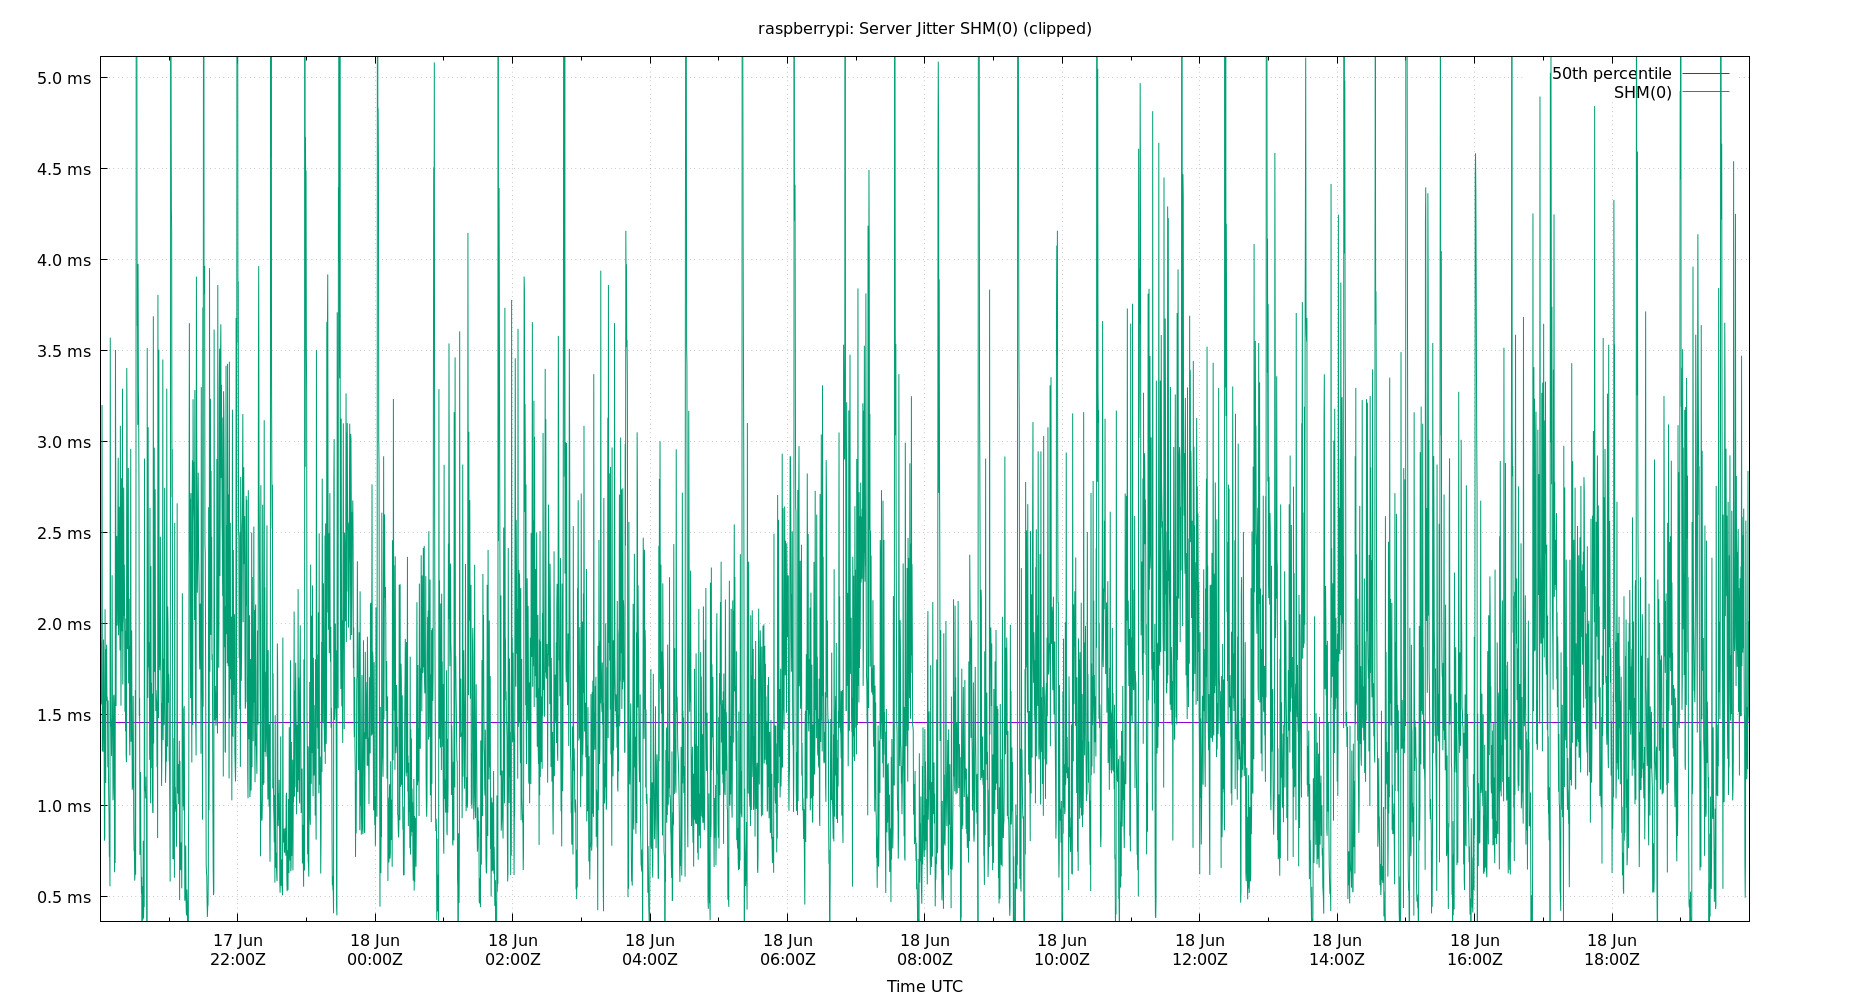 raspberrypi: Server Jitter SHM(0) (clipped)
50th percentile
SHM(0)
5.0 ms
4.5 ms
4.0 ms
3.5 ms
3.0 ms
2.5 ms
2.0 ms
1.5 ms
1.0 ms
0.5 ms
17 Jun 18 Jun 18 Jun 18 Jun 18 Jun 18 Jun 18 Jun 18 Jun 18 Jun 18 Jun 18 Jun
22:00Z 00:00Z 02:00Z 04:00Z 06:00Z 08:00Z 10:00Z 12:00Z 14:00Z 16:00Z 18:00Z
Time UTC